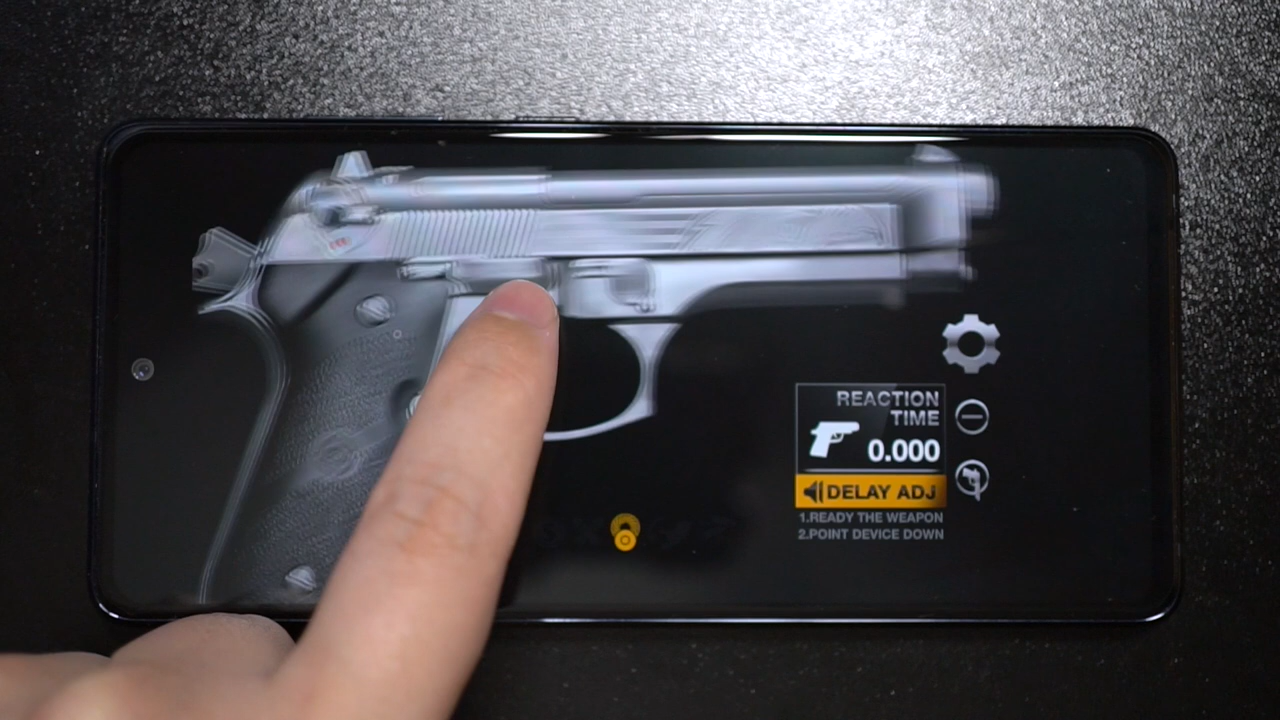 REACTION
TIME
0.000
DELAY ADJ
1.READY THE WEAPON
2.POINT DEVICE DOWN